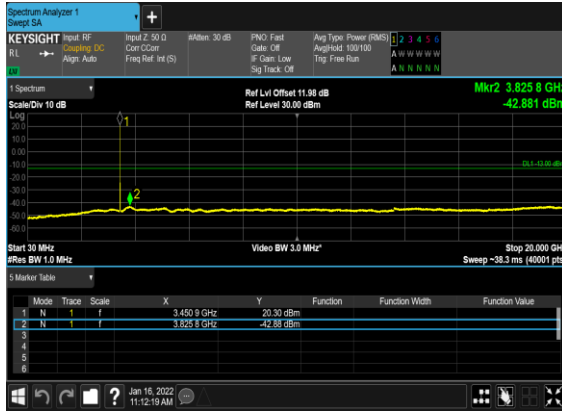 Spectrum Analyzer 1
Swept SA
+
KEYSIGHT Input: RF Input Z: 50 Ω #Atten: 30 dB PNO: Fast Avg Type: Power (RMS) 1 2 3 4 5 6
RL Coupling: DC Corr CCorr Gate: Off Avg|Hold: 100/100 A W W W W W
Align: Auto Freq Ref: Int (S) IF Gain: Low Trig: Free Run
Sig Track: Off A N N N N N
LU
1 Spectrum Ref Lvl Offset 11.98 dB Mkr2 3.825 8 GHz
Scale/Div 10 dB Ref Level 30.00 dBm -42.881 dBm
Log
20.0
10.0
0.00
-10.0
-20.0
-30.0
-40.0
-50.0
-60.0
1
DL1 -13.00 dBm
2
Start 30 MHz Video BW 3.0 MHz* Stop 20.000 GHz
#Res BW 1.0 MHz Sweep ~38.3 ms (40001 pts)
5 Marker Table
Mode Trace Scale X Y Function Function Width Function Value
1 N 1 f 3.450 9 GHz 20.30 dBm
2 N 1 f 3.825 8 GHz -42.88 dBm
3
4
5
6
? Jan 16, 2022
11:12:19 AM